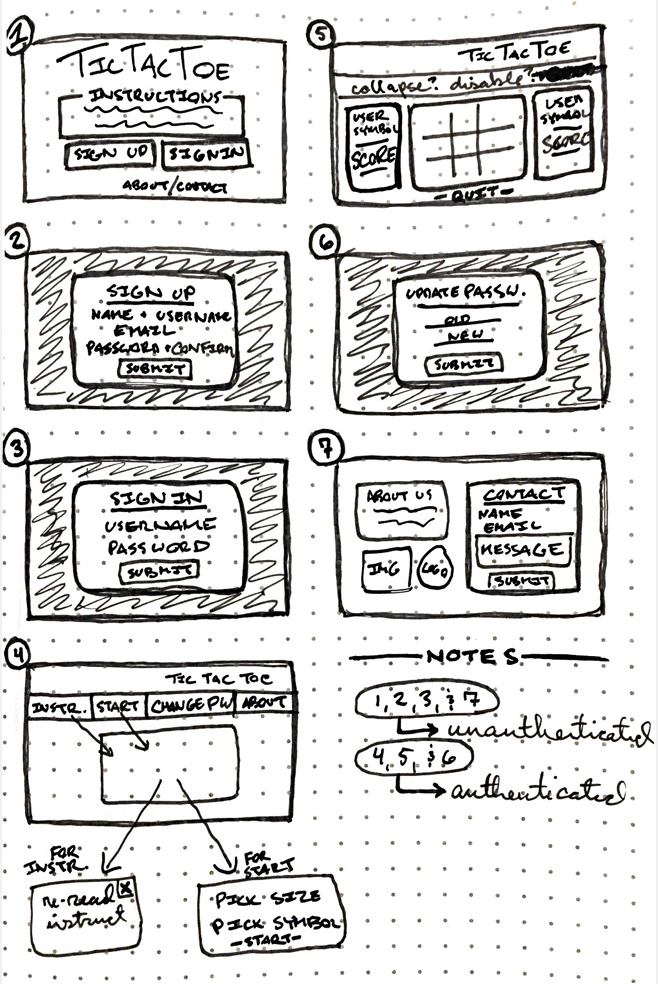 1
TIC TAC TOE
INSTRUCTIONS
SIGN UP
SIGN IN
ABOUT/CONTACT
2
SIGN UP
NAME + USERNAME
EMAIL
PASSWORD + CONFIRM
SUBMIT
3
SIGN IN
USERNAME
PASSWORD
SUBMIT
4
TIC TAC TOE
INSTR. START CHANGE PW ABOUT
FOR
INSTR.
re-read
instruct
X
FOR
START
PICK SIZE
PICK SYMBOL
-START-
5
TIC TAC TOE
collapse? disable?
USER
SYMBOL
SCORE
USER
SYMBOL
SCORE
-QUIT-
6
UPDATE PASSW.
OLD
NEW
SUBMIT
7
ABOUT US
IMG
LOGO
CONTACT
NAME
EMAIL
MESSAGE
SUBMIT
NOTES
1, 2, 3, & 7
unauthenticated
4, 5, & 6
authenticated